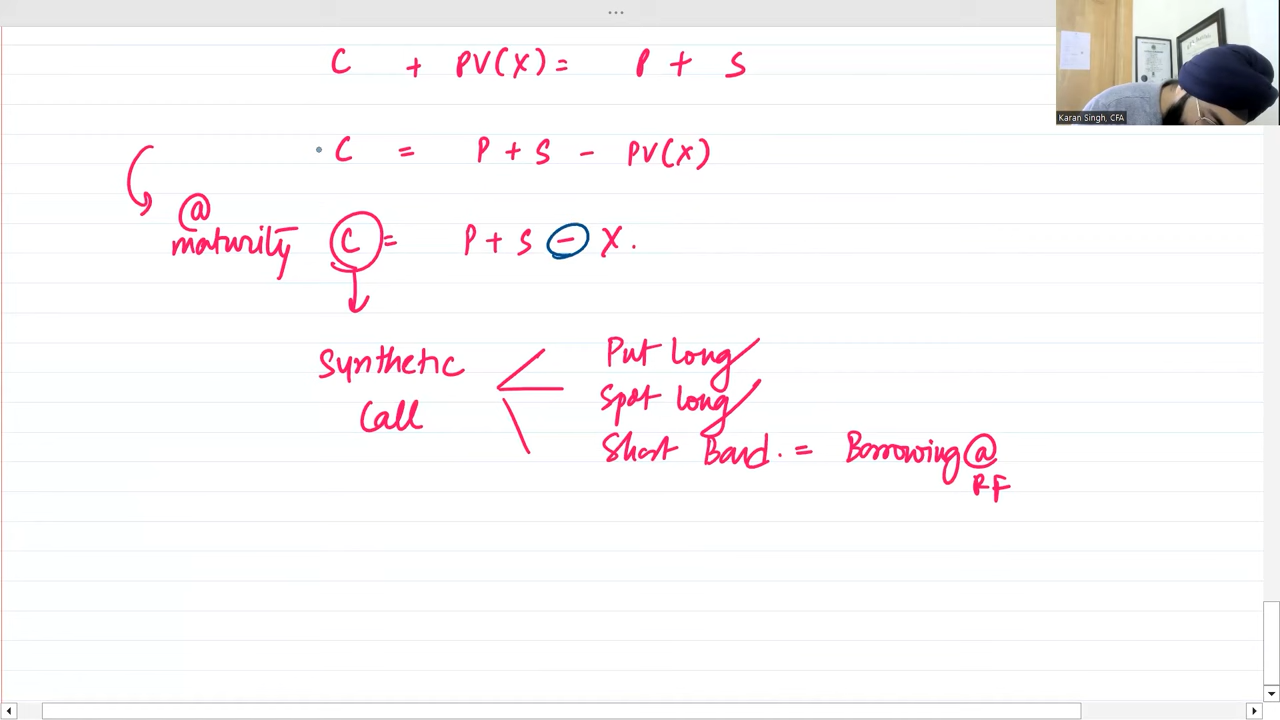 C + PV(X) = P + S
Karan Singh, CFA
C = P + S - PV(X)
@
maturity C = P + S - X.
Synthetic
Call
Put long
Spot long
Short Bond. = Borrowing @
RF